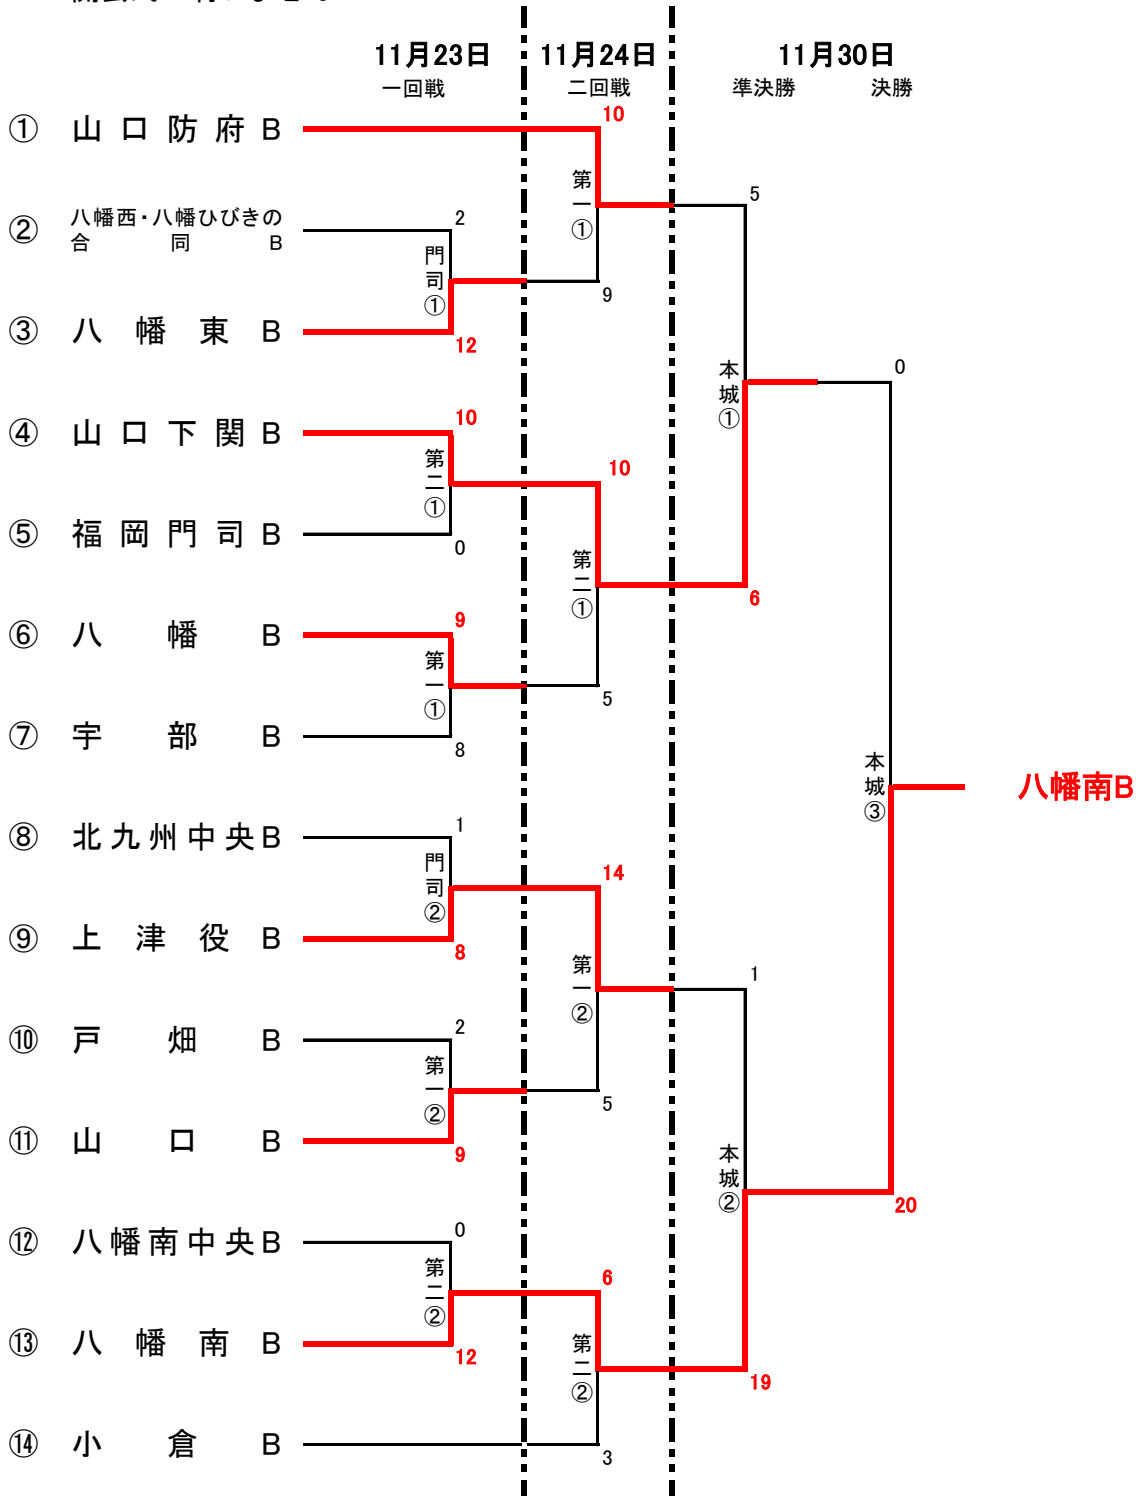 11月23日 11月24日 11月30日
一回戦 二回戦 準決勝 決勝
① 山口防府B
10
第一①
5
② 八幡西・八幡ひびきの
合同B
2
門司①
9
③ 八幡東B
12
本城①
0
④ 山口下関B
10
第二①
10
⑤ 福岡門司B
0
第二①
6
⑥ 八幡B
9
第一①
5
⑦ 宇部B
8
本城③
八幡南B
⑧ 北九州中央B
1
門司②
14
⑨ 上津役B
8
第一②
1
⑩ 戸畑B
2
第一②
5
⑪ 山口B
9
本城②
20
⑫ 八幡南中央B
0
第二②
6
⑬ 八幡南B
12
第二②
19
⑭ 小倉B
3